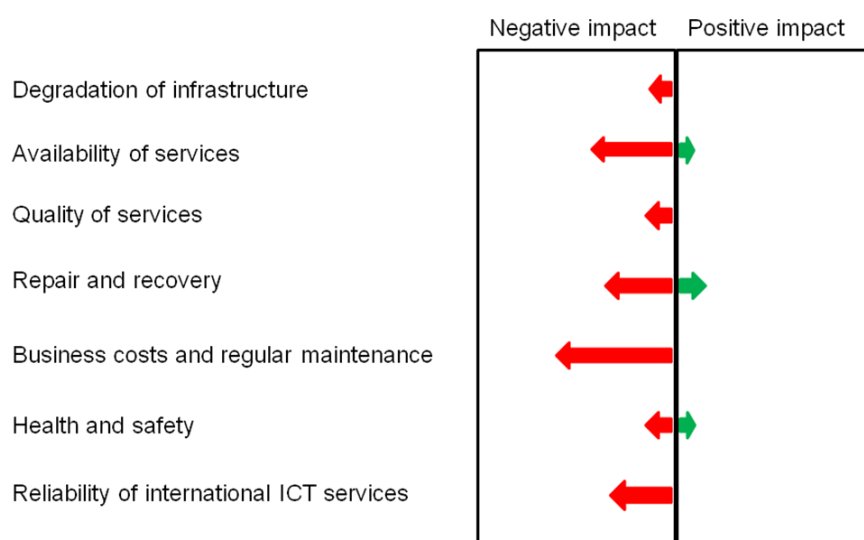 Negative impact Positive impact
Degradation of infrastructure
Availability of services
Quality of services
Repair and recovery
Business costs and regular maintenance
Health and safety
Reliability of international ICT services